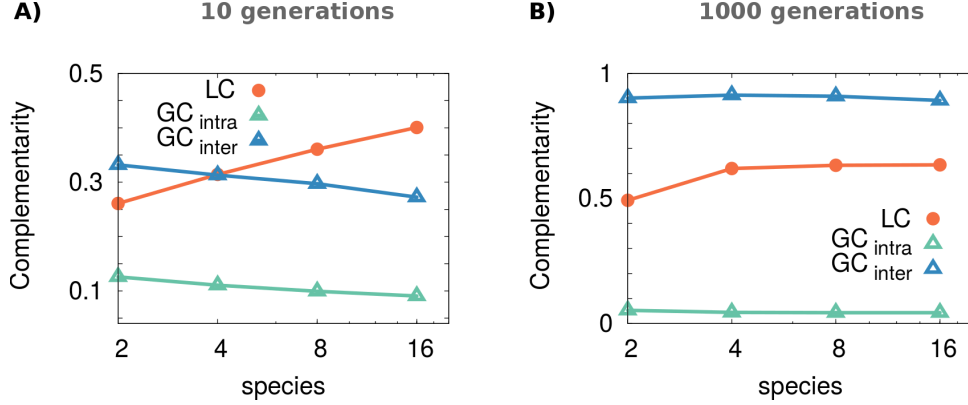 A) 10 generations
0.5
0.3
0.1
Complementarity
LC
GC intra
GC inter
2 4 8 16
species
B) 1000 generations
1
0.5
0
Complementarity
LC
GC intra
GC inter
2 4 8 16
species